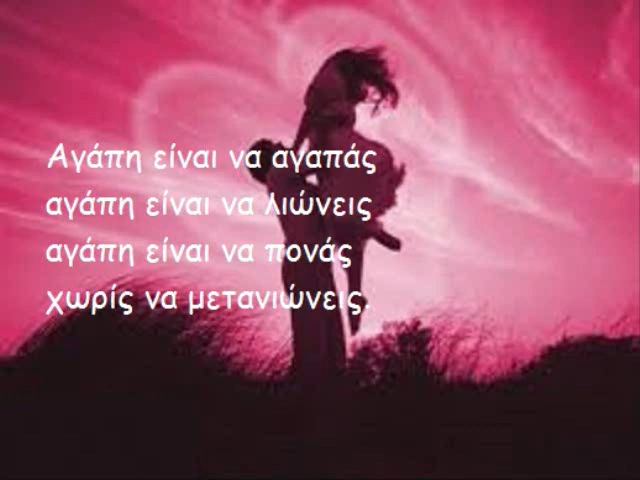 Αγάπη είναι να αγαπάς
αγάπη είναι να λιώνεις
αγάπη είναι να πονάς
χωρίς να μετανιώνεις.